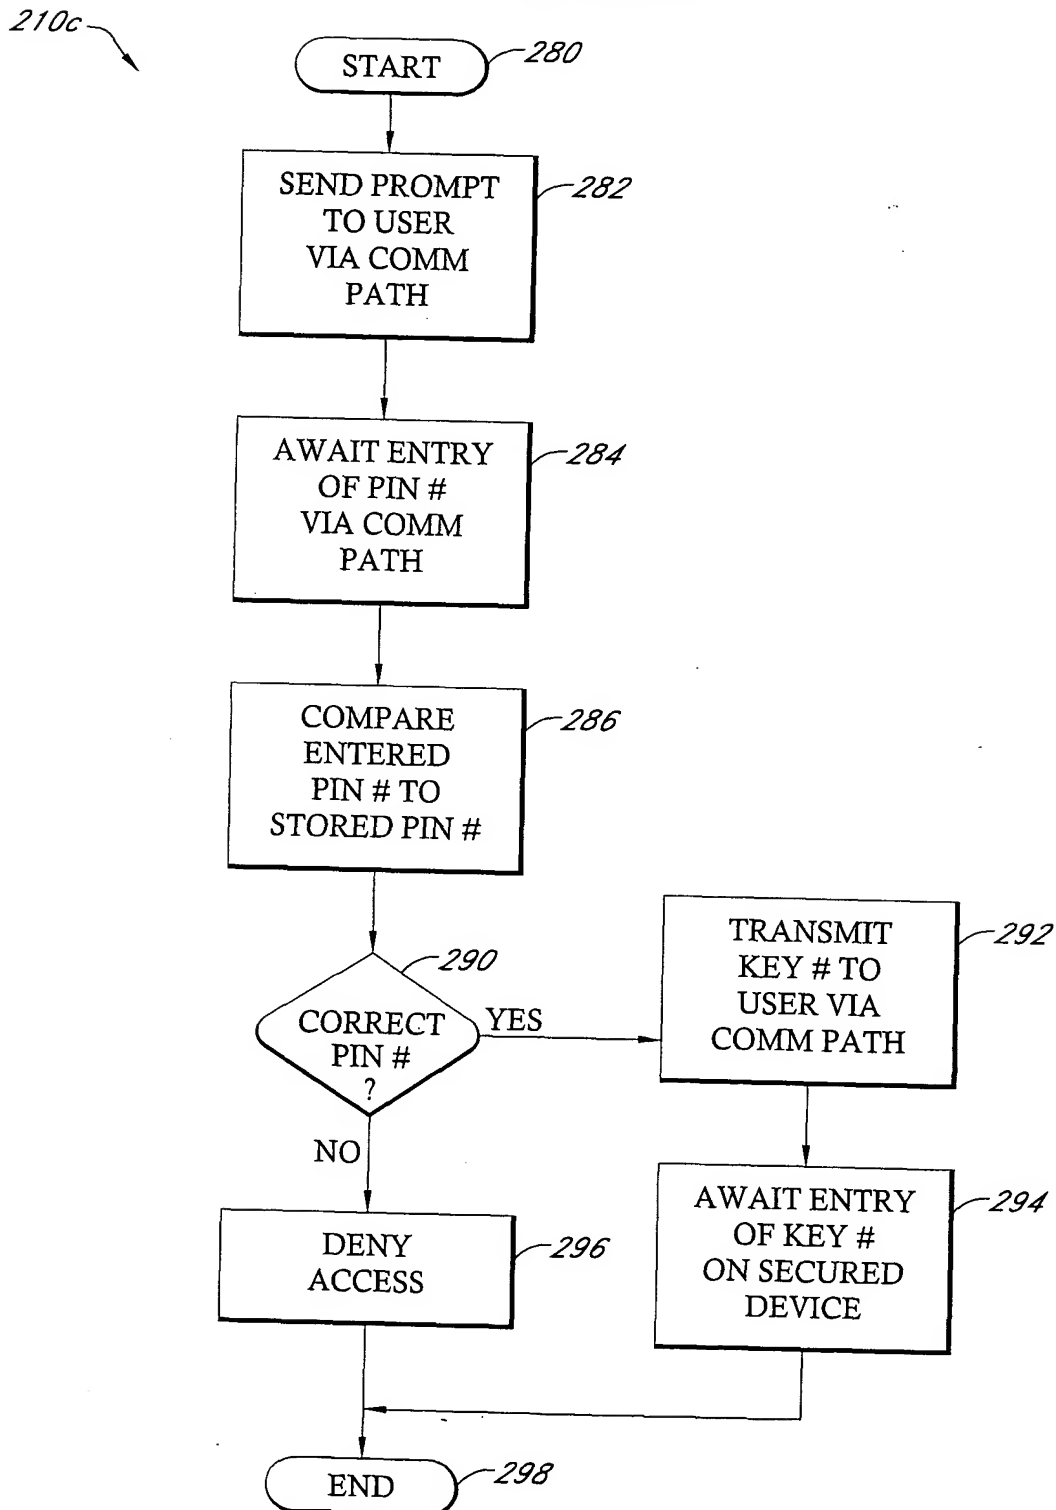 210c
START
280
SEND PROMPT
TO USER
VIA COMM
PATH
282
AWAIT ENTRY
OF PIN #
VIA COMM
PATH
284
COMPARE
ENTERED
PIN # TO
STORED PIN #
286
290
CORRECT
PIN #
?
YES
TRANSMIT
KEY # TO
USER VIA
COMM PATH
292
NO
DENY
ACCESS
296
AWAIT ENTRY
OF KEY #
ON SECURED
DEVICE
294
END
298